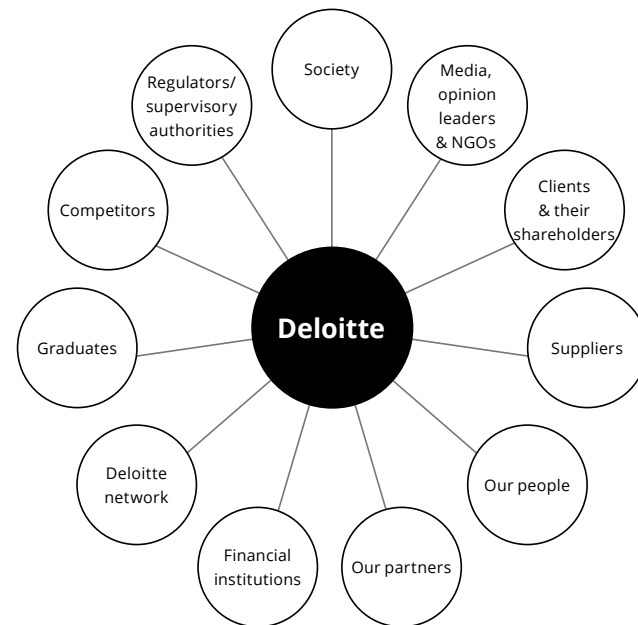 Society
Media,
opinion
leaders
& NGOs
Clients
& their
shareholders
Suppliers
Our people
Our partners
Financial
institutions
Deloitte
network
Graduates
Competitors
Regulators/
supervisory
authorities
Deloitte